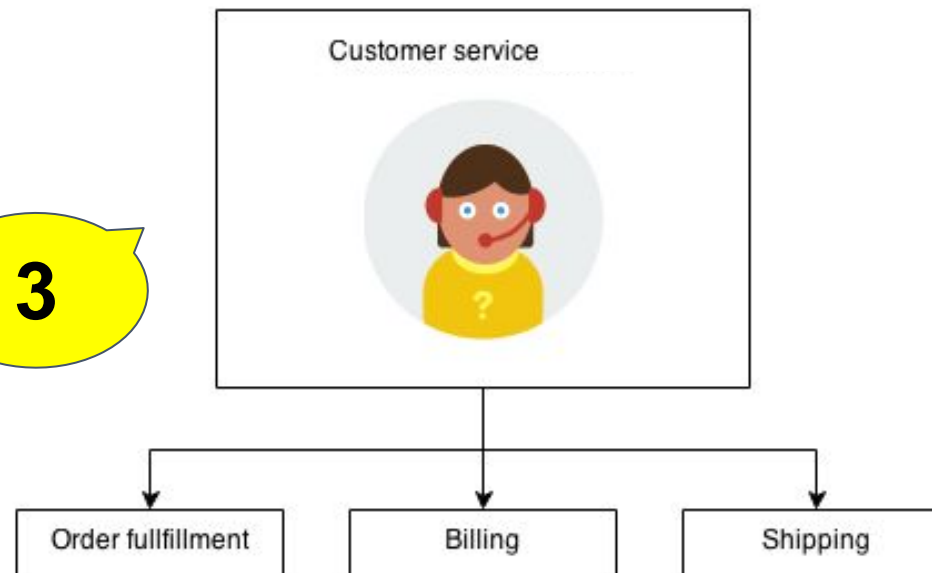 Customer service
?
3
Order fullfillment
Billing
Shipping